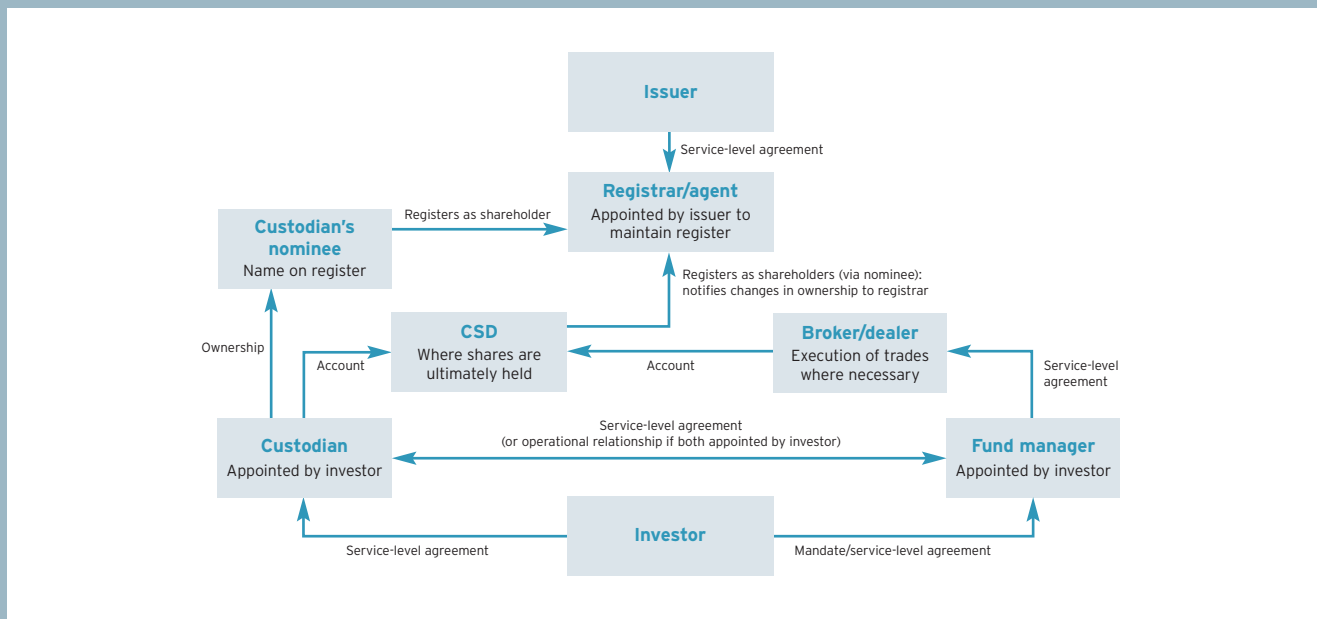 Issuer
Service-level agreement
Registrar/agent
Appointed by issuer to
maintain register
Registers as shareholder
Custodian's
nominee
Name on register
Registers as shareholders (via nominee):
notifies changes in ownership to registrar
CSD
Where shares are
ultimately held
Broker/dealer
Execution of trades
where necessary
Ownership
Account
Account
Service-level
agreement
Service-level agreement
(or operational relationship if both appointed by investor)
Custodian
Appointed by investor
Fund manager
Appointed by investor
Investor
Service-level agreement
Mandate/service-level agreement